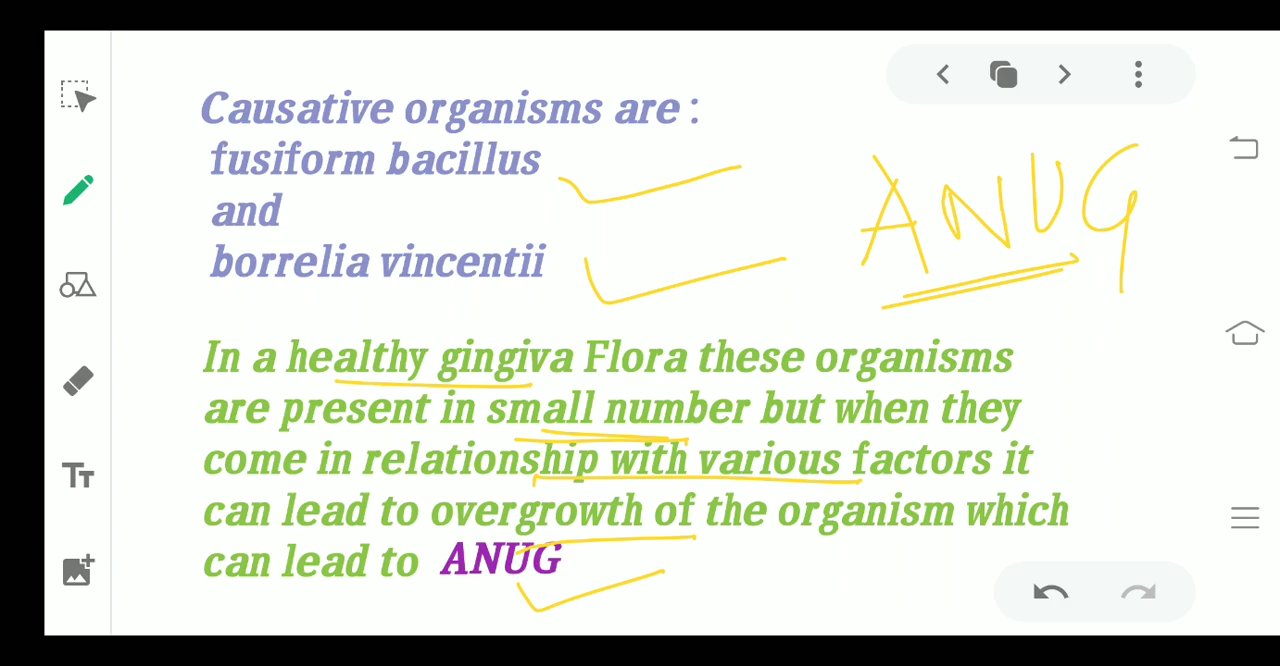 Causative organisms are :
fusiform bacillus
and
borrelia vincentii
ANUG
In a healthy gingiva Flora these organisms
are present in small number but when they
come in relationship with various factors it
can lead to overgrowth of the organism which
can lead to ANUG
Tт